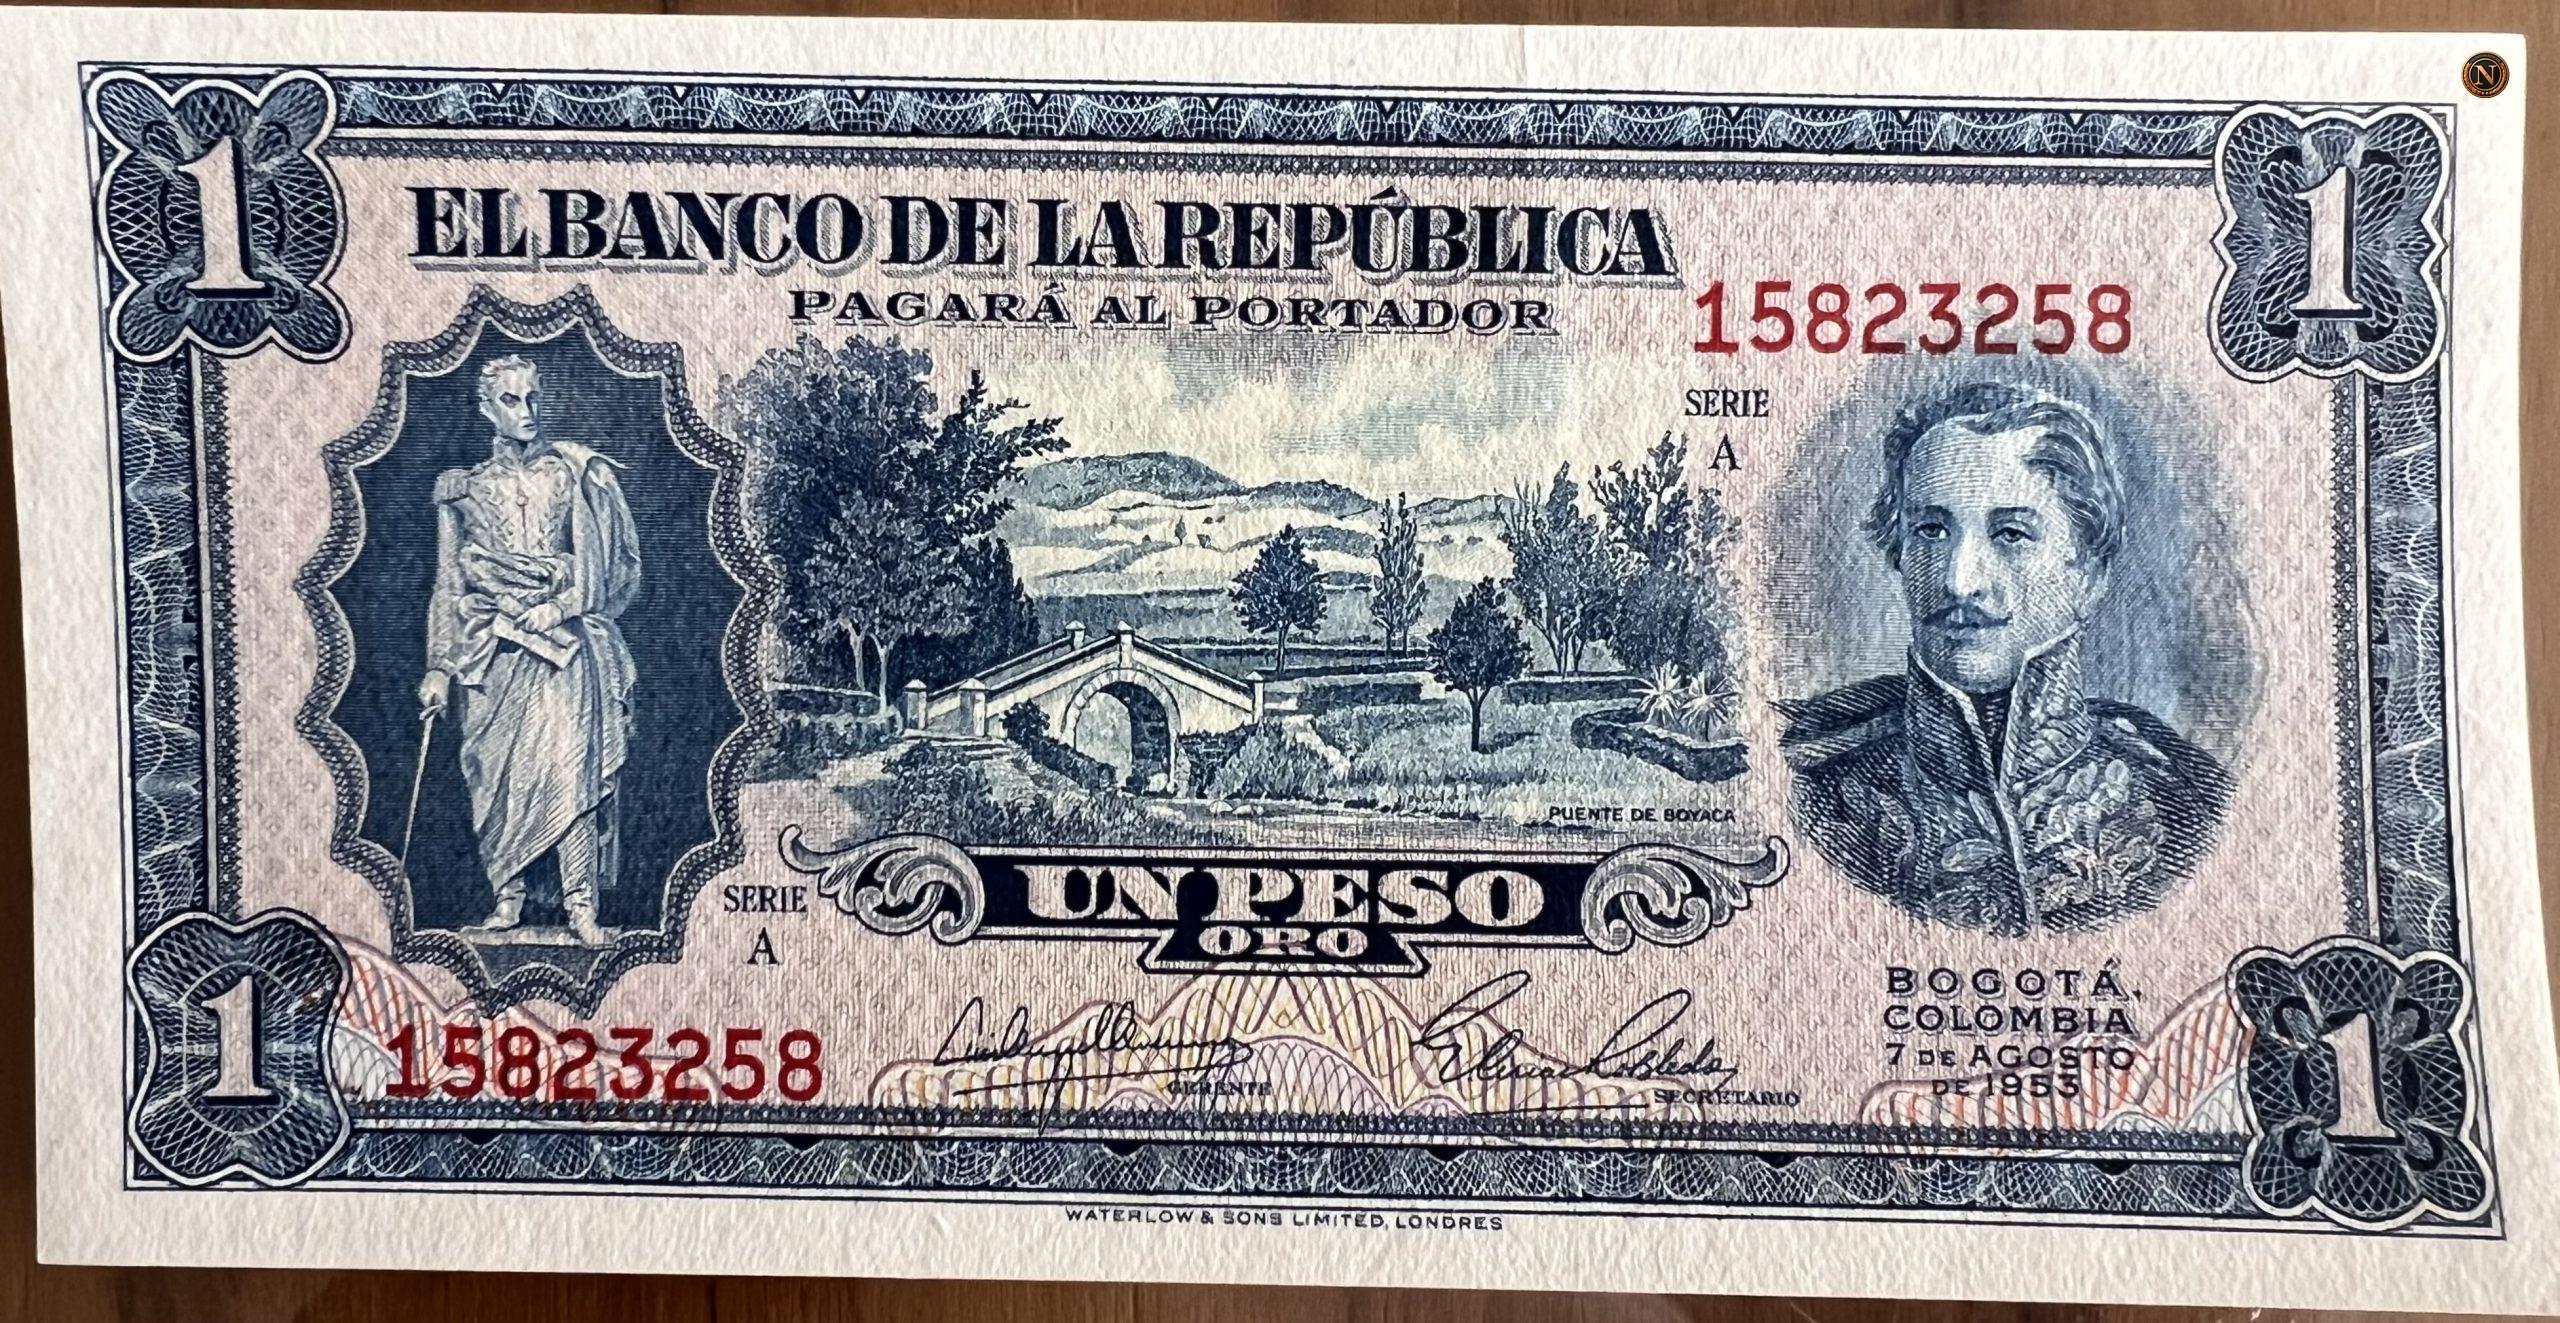 N
1
1
EL BANCO DE LA REPÚBLICA
PAGARÁ AL PORTADOR
15823258
SERIE
A
PUENTE DE BOYACA
UN PESO
ORO
SERIE
A
15823258
GERENTE
SECRETARIO
BOGOTÁ,
COLOMBIA
7 DE AGOSTO
DE 1953
1
1
WATERLOW & SONS LIMITED, LONDRES